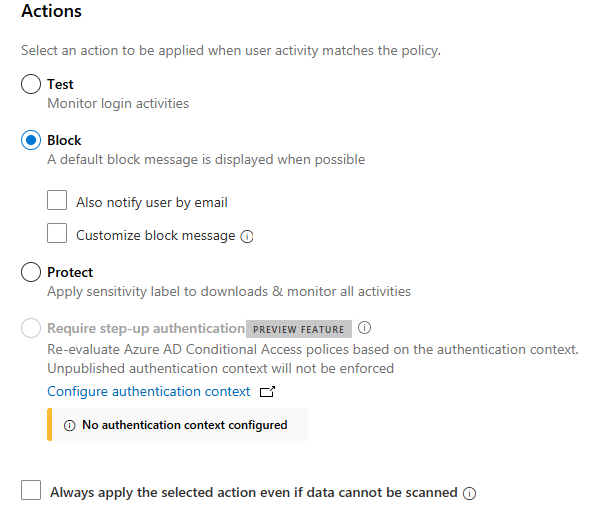 Actions
Select an action to be applied when user activity matches the policy.
Test
Monitor login activities
Block
A default block message is displayed when possible
Also notify user by email
Customize block message
Protect
Apply sensitivity label to downloads & monitor all activities
Require step-up authentication PREVIEW FEATURE
Re-evaluate Azure AD Conditional Access polices based on the authentication context.
Unpublished authentication context will not be enforced
Configure authentication context
No authentication context configured
Always apply the selected action even if data cannot be scanned